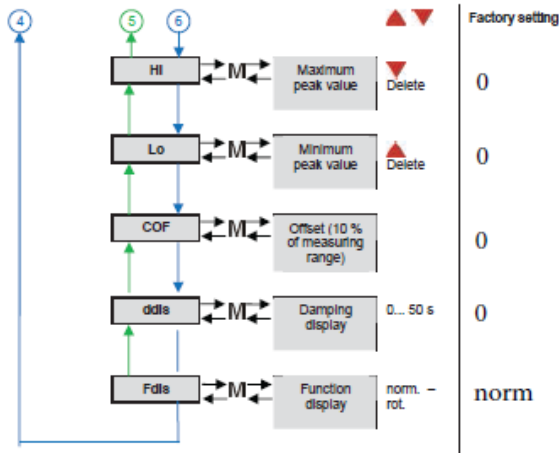 4 5 6 Factory setting
HI M Maximum peak value Delete 0
Lo M Minimum peak value Delete 0
COF M Offset (10 % of measuring range) 0
ddIs M Damping display 0... 50 s 0
FdIs M Function display norm. – rot. norm